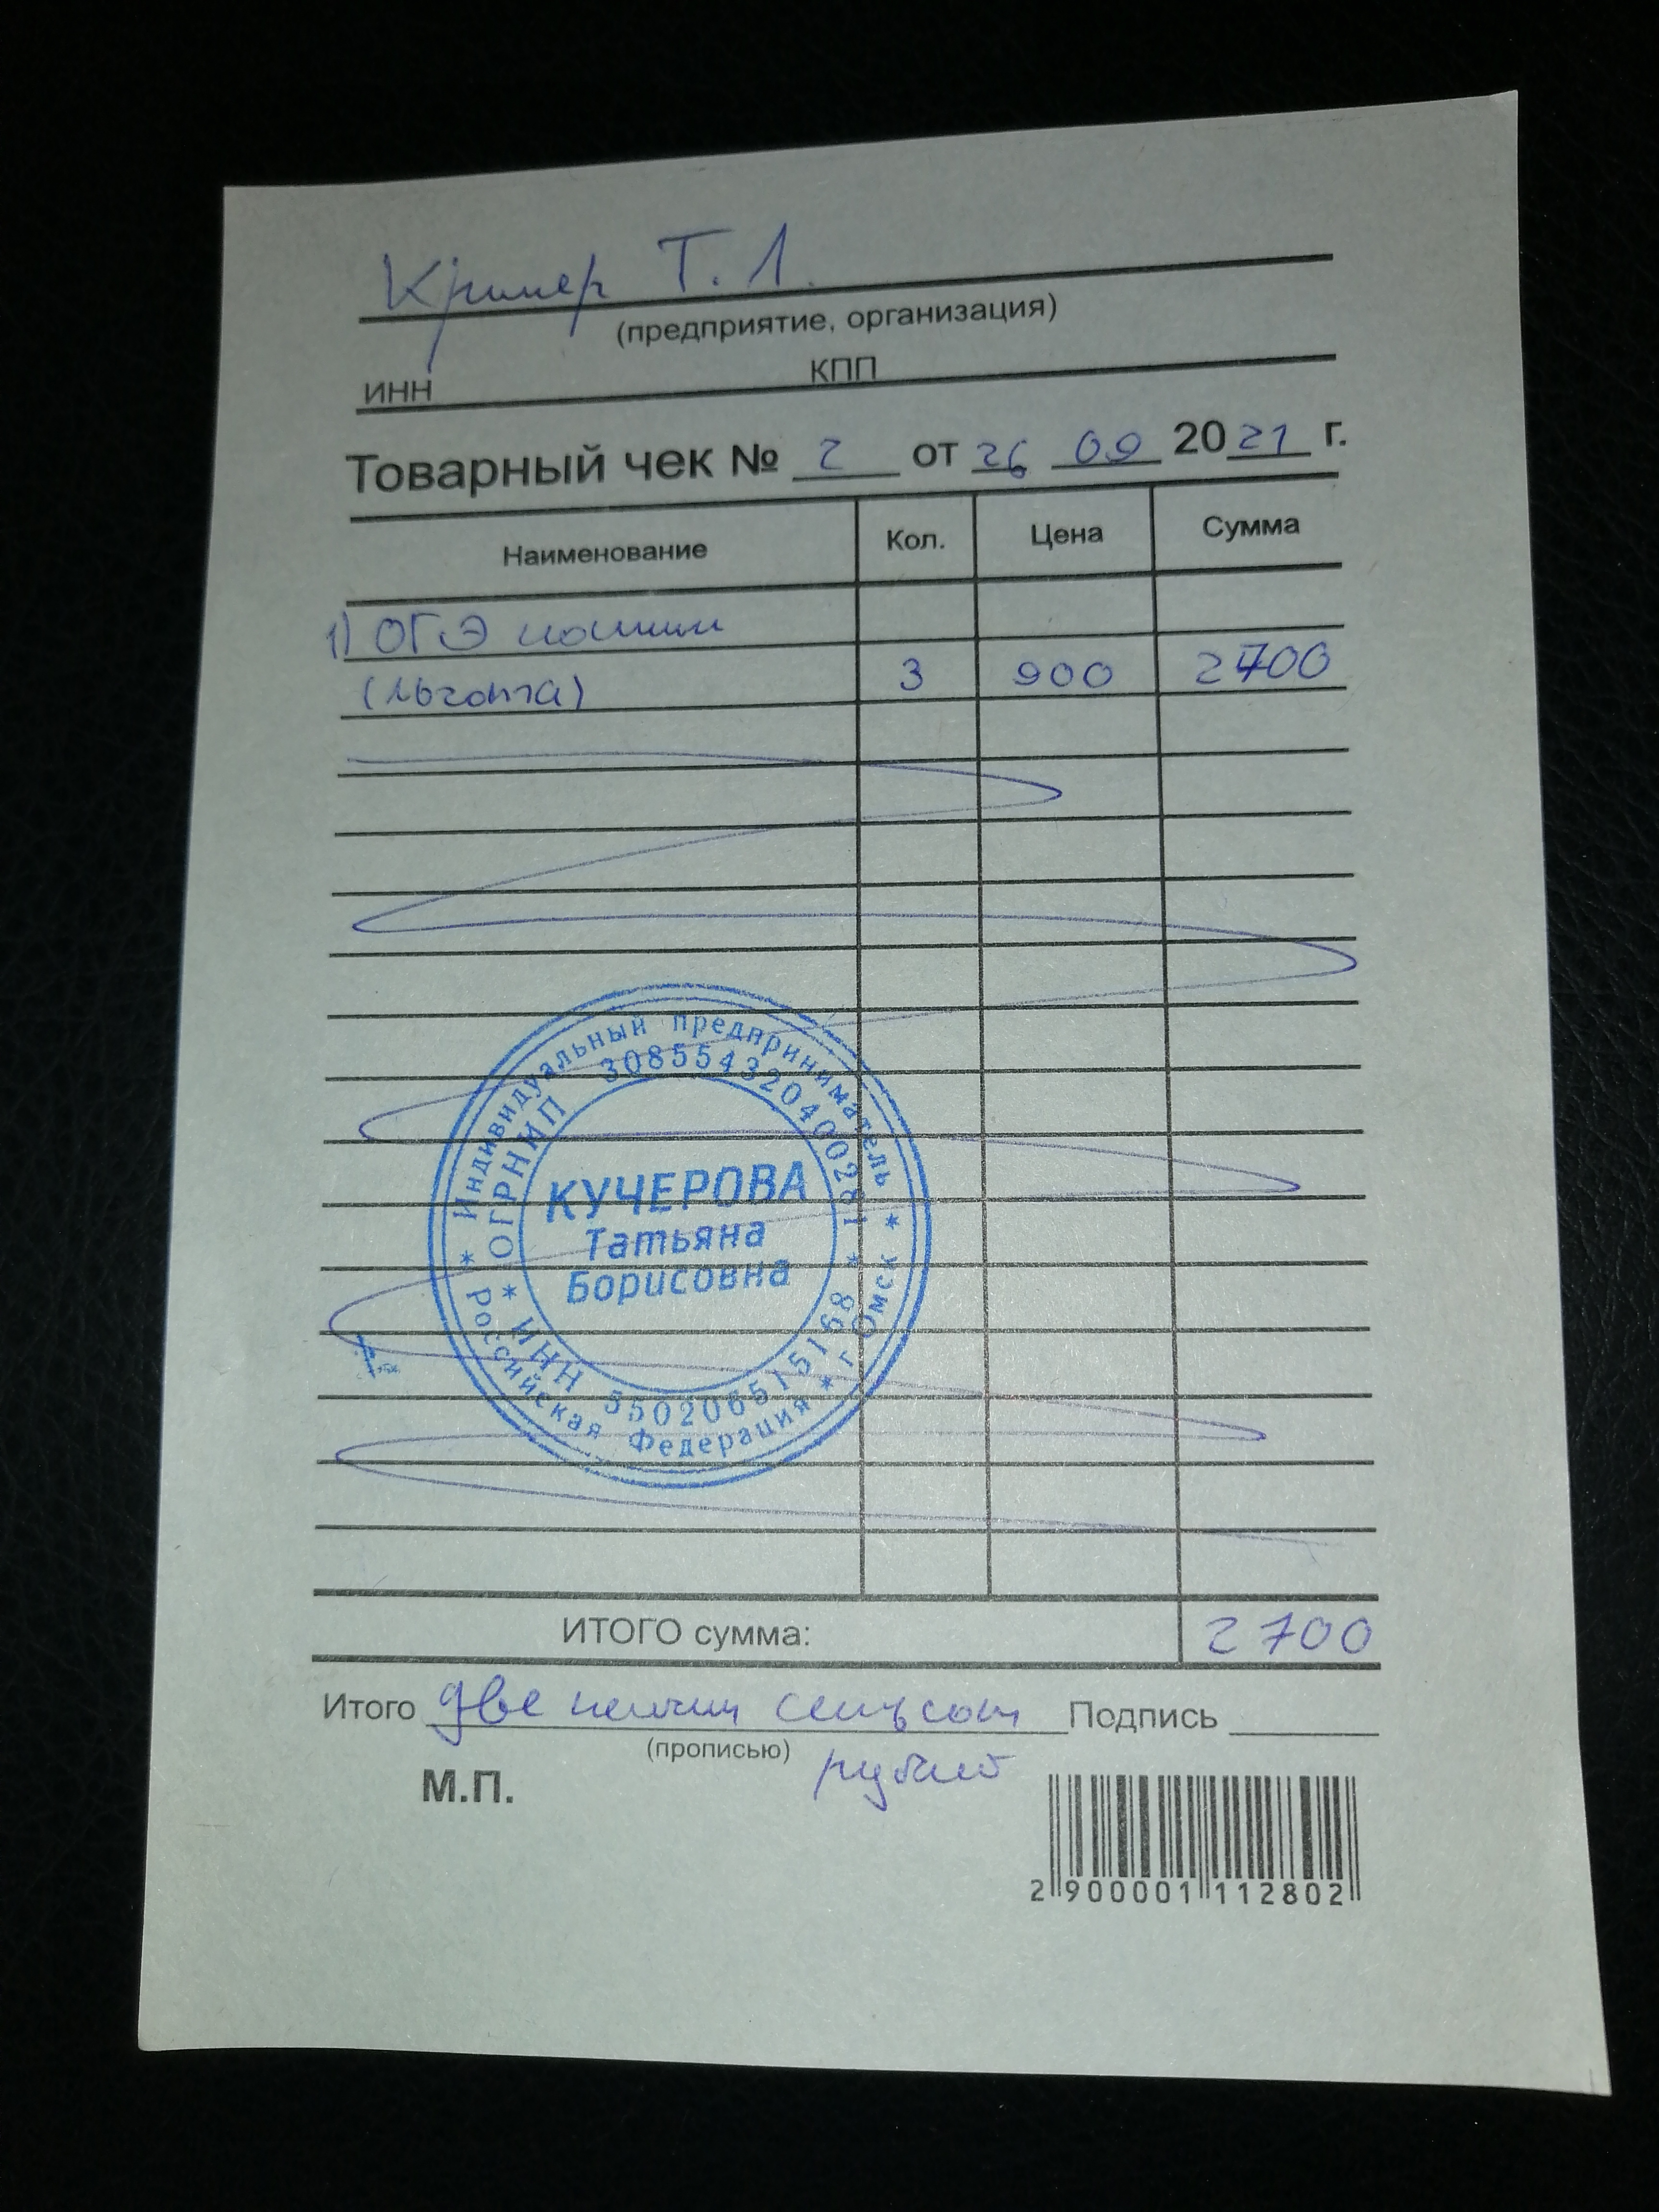 Т. Л.
(предприятие, организация)
ИНН КПП
Товарный чек № 2 от 26 09 2021 г.
Наименование Кол. Цена Сумма
1) ОГЭ
(льгота) 3 900 2700
Индивидуальный предприниматель
* ОГРНИП 308554320400281 *
КУЧЕРОВА
Татьяна
Борисовна
ИНН 550206515168
* Российская Федерация * г Омск *
ИТОГО сумма: 2700
Итого две тысячи семьсот Подпись
(прописью) рублей
М.П.
2 900001 112802